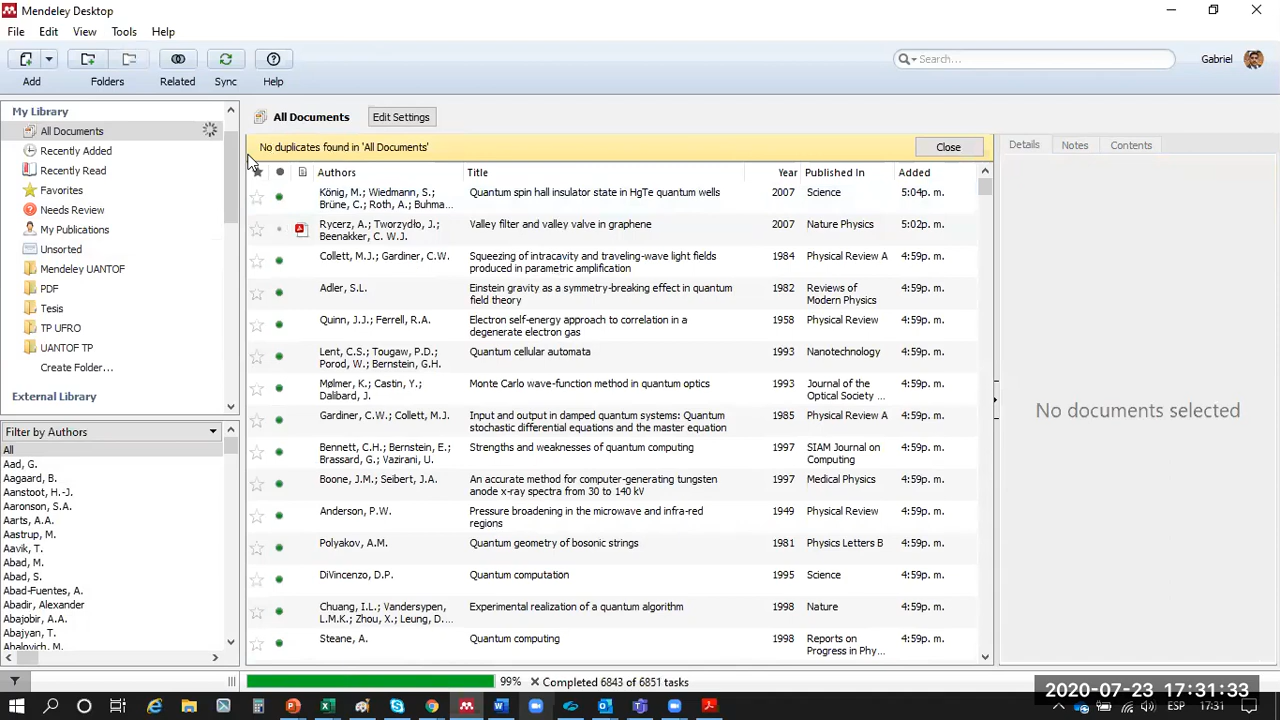 Mendeley Desktop
File Edit View Tools Help
Add Folders Related Sync Help
Search...
Gabriel
My Library
All Documents
Recently Added
Recently Read
Favorites
Needs Review
My Publications
Unsorted
Mendeley UANTOF
PDF
Tesis
TP UFRO
UANTOF TP
Create Folder...
External Library
Filter by Authors
All
Aad, G.
Aagaard, B.
Aanstoot, H.-J.
Aaronson, S.A.
Aarts, A.A.
Aastrup, M.
Aavik, T.
Abad, M.
Abad, S.
Abad-Fuentes, A.
Abadir, Alexander
Abajobir, A.A.
Abajyan, T.
Abalovich, M.
All Documents Edit Settings
No duplicates found in 'All Documents' Close
Authors Title Year Published In Added
König, M.; Wiedmann, S.; Quantum spin hall insulator state in HgTe quantum wells 2007 Science 5:04p. m.
Brüne, C.; Roth, A.; Buhma...
Rycerz, A.; Tworzydło, J.; Valley filter and valley valve in graphene 2007 Nature Physics 5:02p. m.
Beenakker, C. W.J.
Collett, M.J.; Gardiner, C.W. Squeezing of intracavity and traveling-wave light fields 1984 Physical Review A 4:59p. m.
produced in parametric amplification
Adler, S.L. Einstein gravity as a symmetry-breaking effect in quantum 1982 Reviews of 4:59p. m.
field theory Modern Physics
Quinn, J.J.; Ferrell, R.A. Electron self-energy approach to correlation in a 1958 Physical Review 4:59p. m.
degenerate electron gas
Lent, C.S.; Tougaw, P.D.; Quantum cellular automata 1993 Nanotechnology 4:59p. m.
Porod, W.; Bernstein, G.H.
Mølmer, K.; Castin, Y.; Monte Carlo wave-function method in quantum optics 1993 Journal of the 4:59p. m.
Dalibard, J. Optical Society ...
Gardiner, C.W.; Collett, M.J. Input and output in damped quantum systems: Quantum 1985 Physical Review A 4:59p. m.
stochastic differential equations and the master equation
Bennett, C.H.; Bernstein, E.; Strengths and weaknesses of quantum computing 1997 SIAM Journal on 4:59p. m.
Brassard, G.; Vazirani, U. Computing
Boone, J.M.; Seibert, J.A. An accurate method for computer-generating tungsten 1997 Medical Physics 4:59p. m.
anode x-ray spectra from 30 to 140 kV
Anderson, P.W. Pressure broadening in the microwave and infra-red 1949 Physical Review 4:59p. m.
regions
Polyakov, A.M. Quantum geometry of bosonic strings 1981 Physics Letters B 4:59p. m.
DiVincenzo, D.P. Quantum computation 1995 Science 4:59p. m.
Chuang, I.L.; Vandersypen, Experimental realization of a quantum algorithm 1998 Nature 4:59p. m.
L.M.K.; Zhou, X.; Leung, D....
Steane, A. Quantum computing 1998 Reports on 4:59p. m.
Progress in Phy...
Details Notes Contents
No documents selected
99% Completed 6843 of 6851 tasks
2020-07-23 17:31:33
ESP 17:31